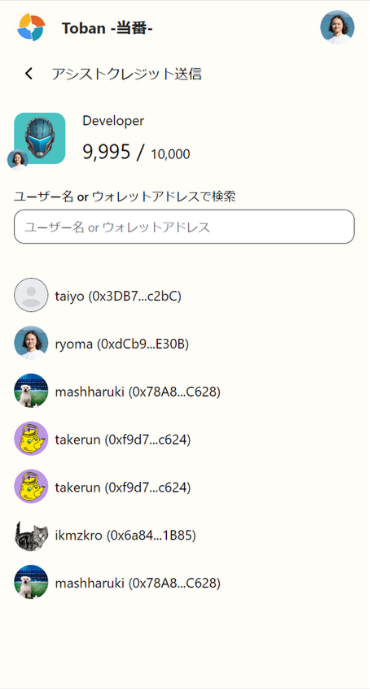 Toban -当番-
アシストクレジット送信
Developer
9,995 / 10,000
ユーザー名 or ウォレットアドレスで検索
ユーザー名 or ウォレットアドレス
taiyo (0x3DB7...c2bC)
ryoma (0xdCb9...E30B)
mashharuki (0x78A8...C628)
takerun (0xf9d7...c624)
takerun (0xf9d7...c624)
ikmzkro (0x6a84...1B85)
mashharuki (0x78A8...C628)